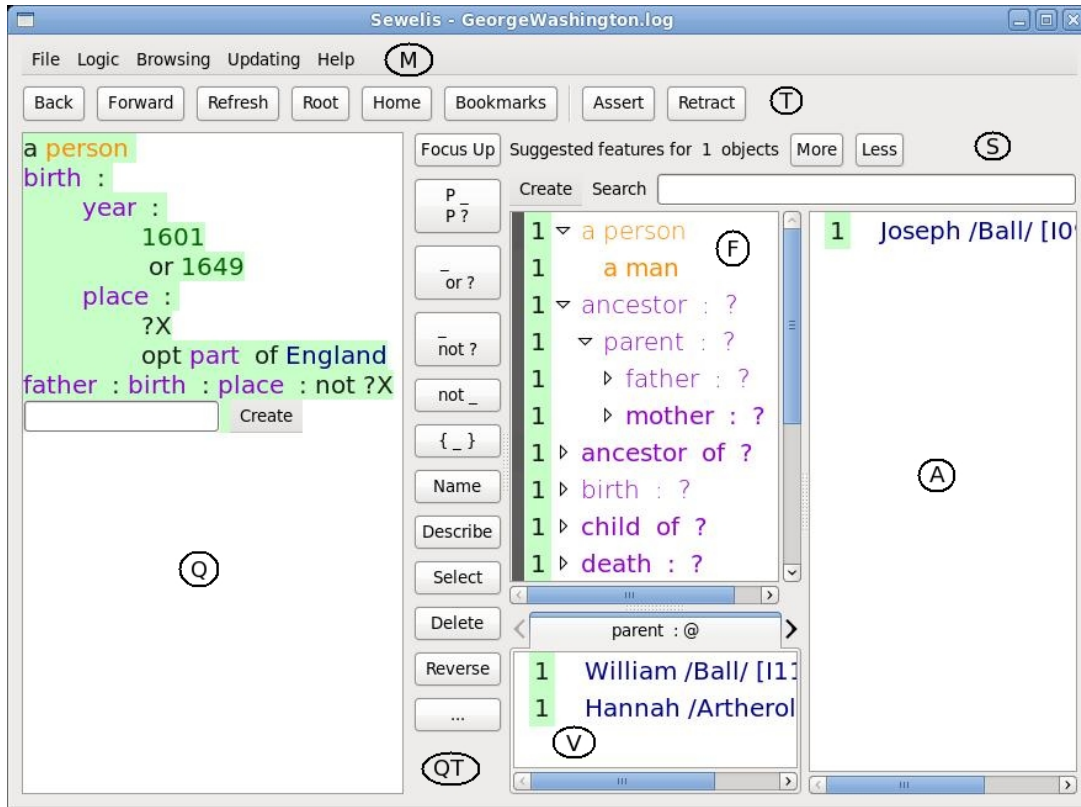 Sewelis - GeorgeWashington.log
File Logic Browsing Updating Help M
Back Forward Refresh Root Home Bookmarks Assert Retract T
a person
birth :
year :
1601
or 1649
place :
?X
opt part of England
father : birth : place : not ?X
Create
Q
Focus Up
P _
P ?
_
or ?
_
not ?
not _
{ _ }
Name
Describe
Select
Delete
Reverse
...
QT
Suggested features for 1 objects More Less S
Create Search
1 a person
F
1 a man
1 ancestor : ?
1 parent : ?
1 father : ?
1 mother : ?
1 ancestor of ?
1 birth : ?
1 child of ?
1 death : ?
parent : @
1 William /Ball/ [I11
1 Hannah /Artherol
V
1 Joseph /Ball/ [I0
A